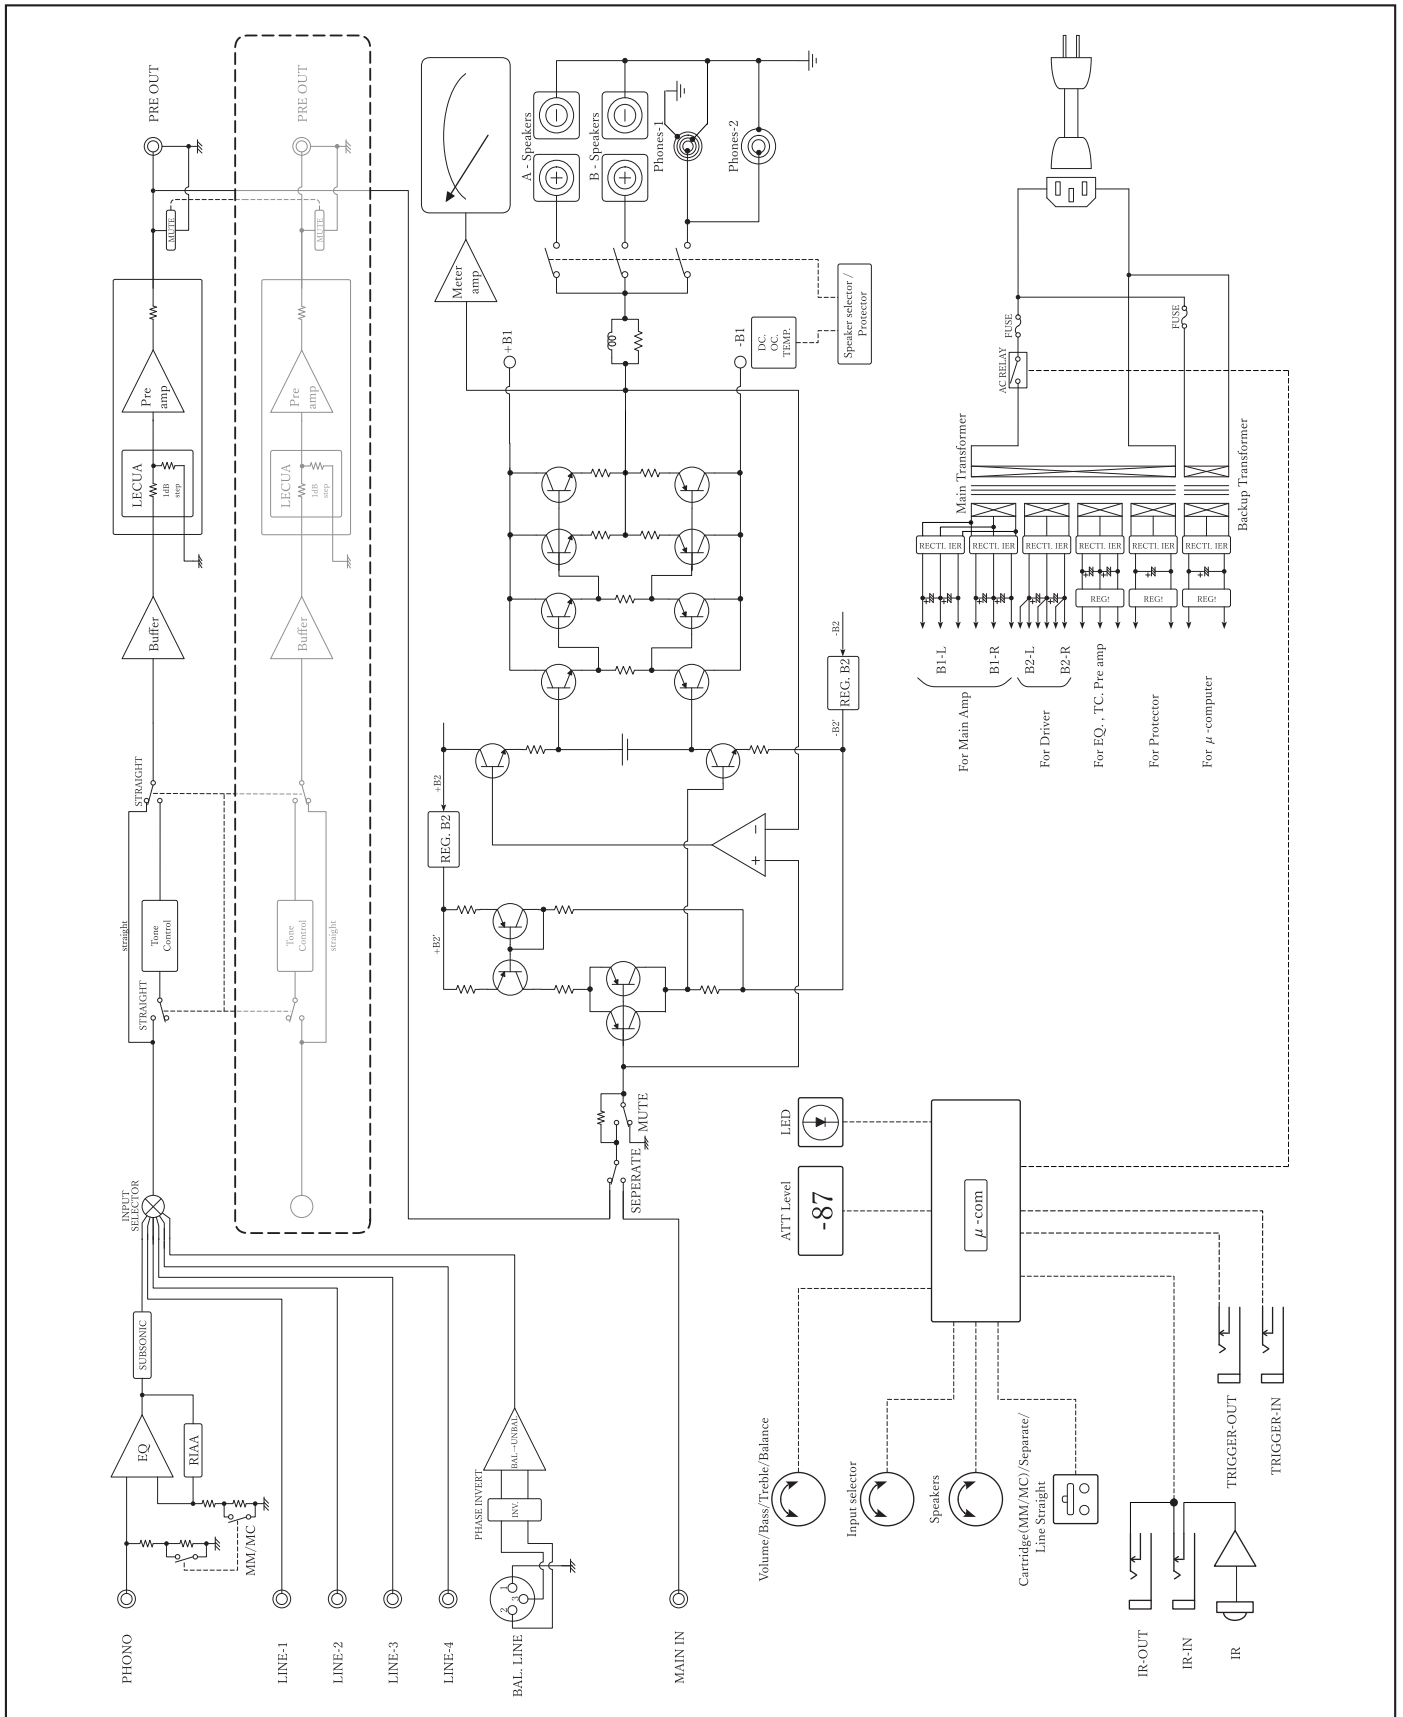 PRE OUT
PRE OUT
MUTE
MUTE
Pre
amp
Pre
amp
LECUA
1dB
step
LECUA
1dB
step
Buffer
Buffer
STRAIGHT
straight
Tone
Control
Tone
Control
straight
STRAIGHT
INPUT
SELECTOR
SUBSONIC
EQ
RIAA
MM/MC
PHONO
LINE-1
LINE-2
LINE-3
LINE-4
BAL. LINE
1
2
3
PHASE INVERT
INV.
BAL→UNBAL
MAIN IN
A - Speakers
B - Speakers
−
−
+
+
Phones-1
Phones-2
Meter
amp
+B1
-B1
DC.
OC.
TEMP.
Speaker selector /
Protector
-B2
REG. B2
-B2'
+B2
REG. B2
+B2'
+
−
MUTE
SEPERATE
FUSE
FUSE
AC RELAY
Main Transformer
Backup Transformer
RECTI. IER
RECTI. IER
RECTI. IER
RECTI. IER
RECTI. IER
RECTI. IER
+
+
+
+
+
+
+
+
+
REG!
REG!
REG!
B1-L
B1-R
B2-L
B2-R
For Main Amp
For Driver
For EQ. , TC. Pre amp
For Protector
For μ -computer
LED
ATT Level
-87
μ -com
Volume/Bass/Treble/Balance
Input selector
Speakers
Cartridge(MM/MC)/Separate/
Line Straight
TRIGGER-OUT
TRIGGER-IN
IR-OUT
IR-IN
IR